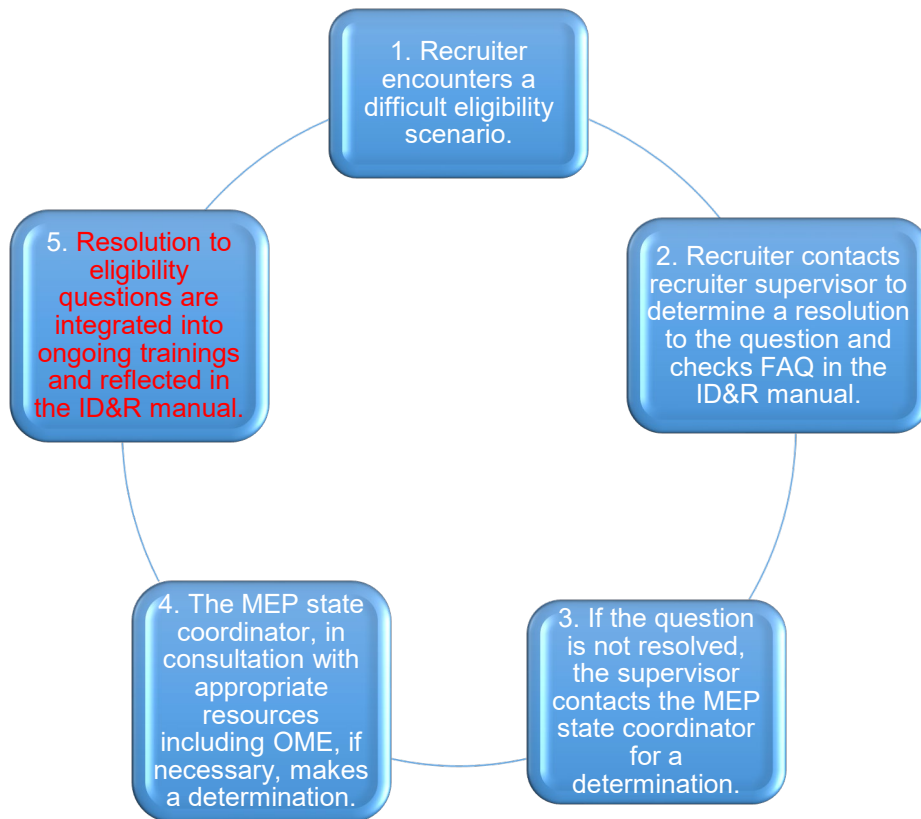 1. Recruiter
encounters a
difficult eligibility
scenario.
2. Recruiter contacts
recruiter supervisor to
determine a resolution
to the question and
checks FAQ in the
ID&R manual.
3. If the question
is not resolved,
the supervisor
contacts the MEP
state coordinator
for a
determination.
4. The MEP state
coordinator, in
consultation with
appropriate
resources
including OME, if
necessary, makes
a determination.
5. Resolution to
eligibility
questions are
integrated into
ongoing trainings
and reflected in
the ID&R manual.